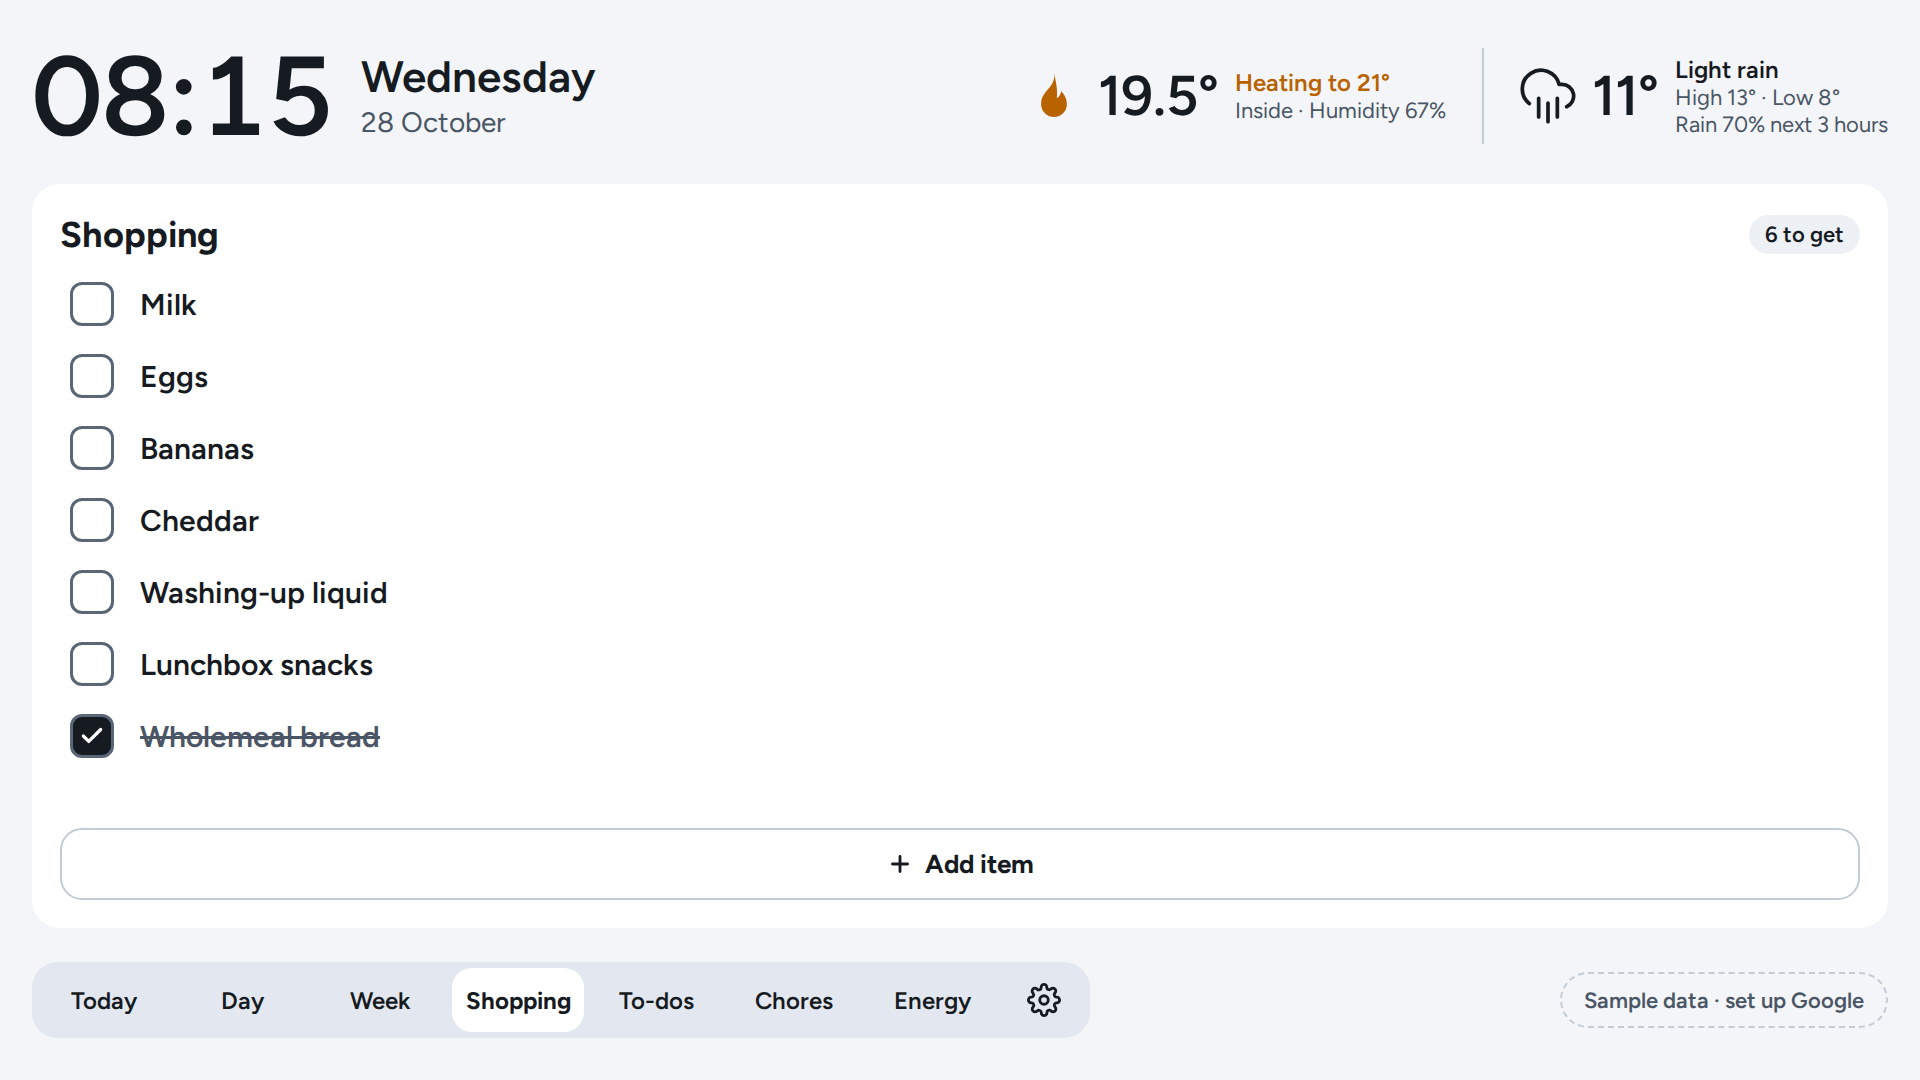 08:15
Wednesday
28 October
19.5°
Heating to 21°
Inside · Humidity 67%
11°
Light rain
High 13° · Low 8°
Rain 70% next 3 hours
Shopping
6 to get
Milk
Eggs
Bananas
Cheddar
Washing-up liquid
Lunchbox snacks
Wholemeal bread
+ Add item
Today
Day
Week
Shopping
To-dos
Chores
Energy
Sample data · set up Google